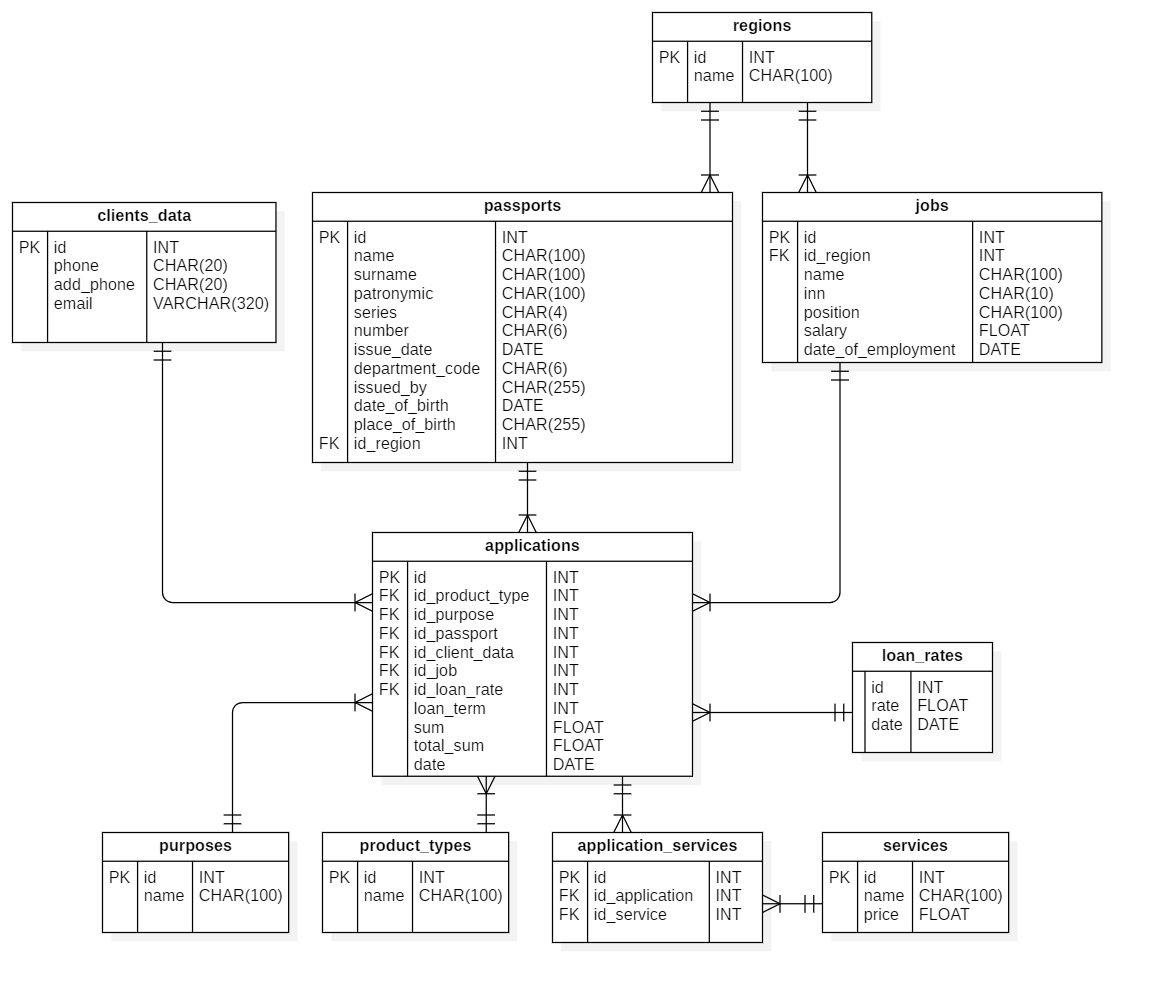 regions
PK id INT
name CHAR(100)
clients_data
PK id INT
phone CHAR(20)
add_phone CHAR(20)
email VARCHAR(320)
passports
PK id INT
name CHAR(100)
surname CHAR(100)
patronymic CHAR(100)
series CHAR(4)
number CHAR(6)
issue_date DATE
department_code CHAR(6)
issued_by CHAR(255)
date_of_birth DATE
place_of_birth CHAR(255)
FK id_region INT
jobs
PK id INT
FK id_region INT
name CHAR(100)
inn CHAR(10)
position CHAR(100)
salary FLOAT
date_of_employment DATE
applications
PK id INT
FK id_product_type INT
FK id_purpose INT
FK id_passport INT
FK id_client_data INT
FK id_job INT
FK id_loan_rate INT
loan_term INT
sum FLOAT
total_sum FLOAT
date DATE
loan_rates
id INT
rate FLOAT
date DATE
purposes
PK id INT
name CHAR(100)
product_types
PK id INT
name CHAR(100)
application_services
PK id INT
FK id_application INT
FK id_service INT
services
PK id INT
name CHAR(100)
price FLOAT